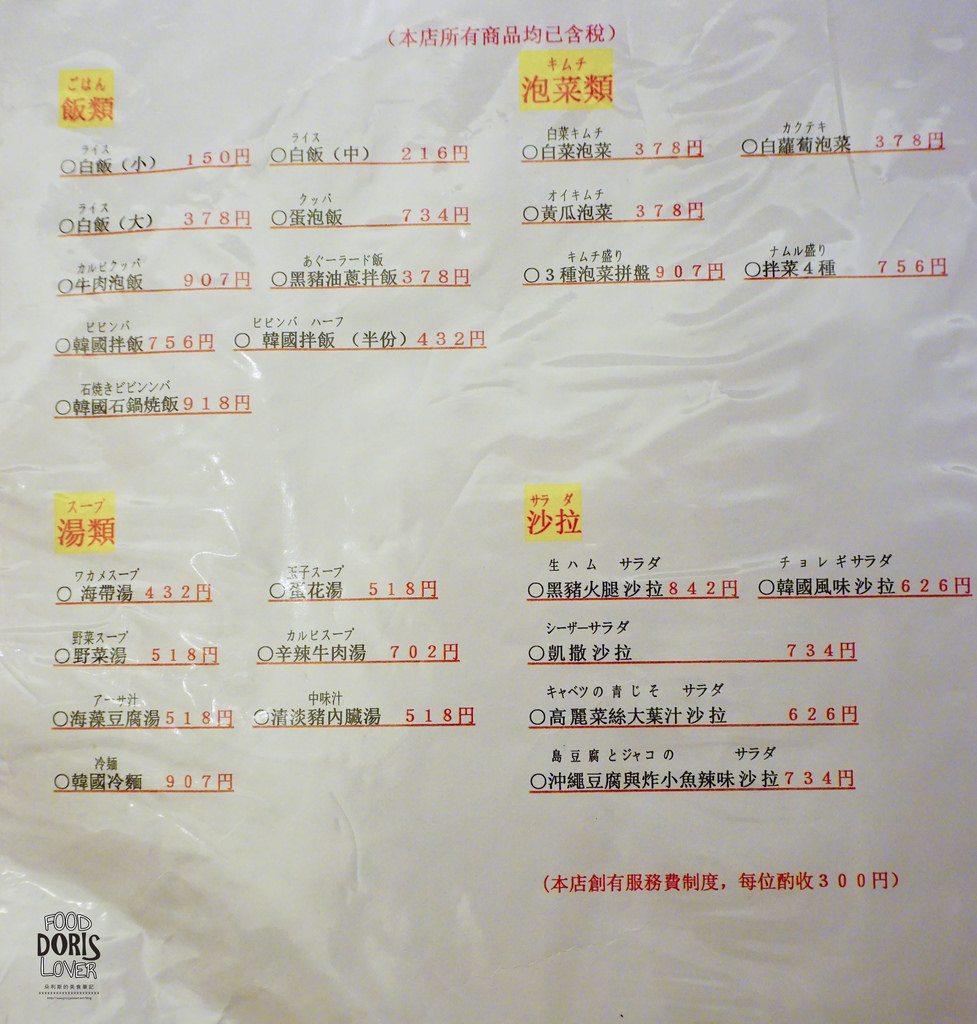 (本店所有商品均已含稅)
ごはん
飯類
ライス
○白飯(小) 150円
ライス
○白飯(中) 216円
ライス
○白飯(大) 378円
クッパ
○蛋泡飯 734円
カルビクッパ
○牛肉泡飯 907円
あぐーラード飯
○黑豬油蔥拌飯 378円
ビビンバ
○韓國拌飯 756円
ビビンバ ハーフ
○ 韓國拌飯 (半份) 432円
石焼きビビンンバ
○韓國石鍋燒飯 918円
キムチ
泡菜類
白菜キムチ
○白菜泡菜 378円
カクテキ
○白蘿蔔泡菜 378円
オイキムチ
○黃瓜泡菜 378円
キムチ盛り
○3種泡菜拼盤 907円
ナムル盛り
○拌菜4種 756円
スープ
湯類
ワカメスープ
○ 海帶湯 432円
玉子スープ
○蛋花湯 518円
野菜スープ
○野菜湯 518円
カルビスープ
○辛辣牛肉湯 702円
アーサ汁
○海藻豆腐湯 518円
中味汁
○清淡豬內臟湯 518円
冷麺
○韓國冷麵 907円
サラダ
沙拉
生ハム サラダ
○黑豬火腿沙拉 842円
チョレギサラダ
○韓國風味沙拉 626円
シーザーサラダ
○凱撒沙拉 734円
キャベツの青じそ サラダ
○高麗菜絲大葉汁沙拉 626円
島豆腐とジャコの サラダ
○沖繩豆腐與炸小魚辣味沙拉 734円
(本店創有服務費制度,每位酌收300円)
FOOD
DORIS
LOVER
朵利斯的美食筆記